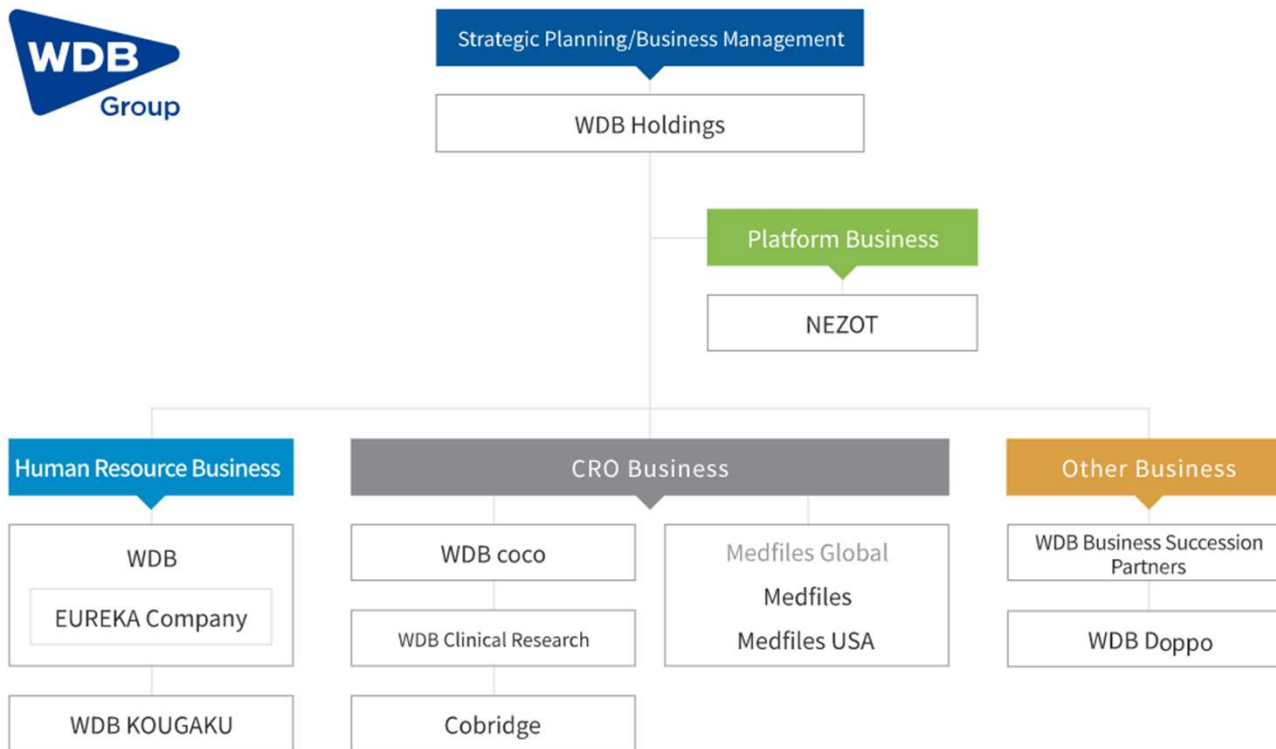 WDB
Group
Strategic Planning/Business Management
WDB Holdings
Platform Business
NEZOT
Human Resource Business
WDB
EUREKA Company
WDB KOUGAKU
CRO Business
WDB coco
WDB Clinical Research
Cobridge
Medfiles Global
Medfiles
Medfiles USA
Other Business
WDB Business Succession
Partners
WDB Doppo